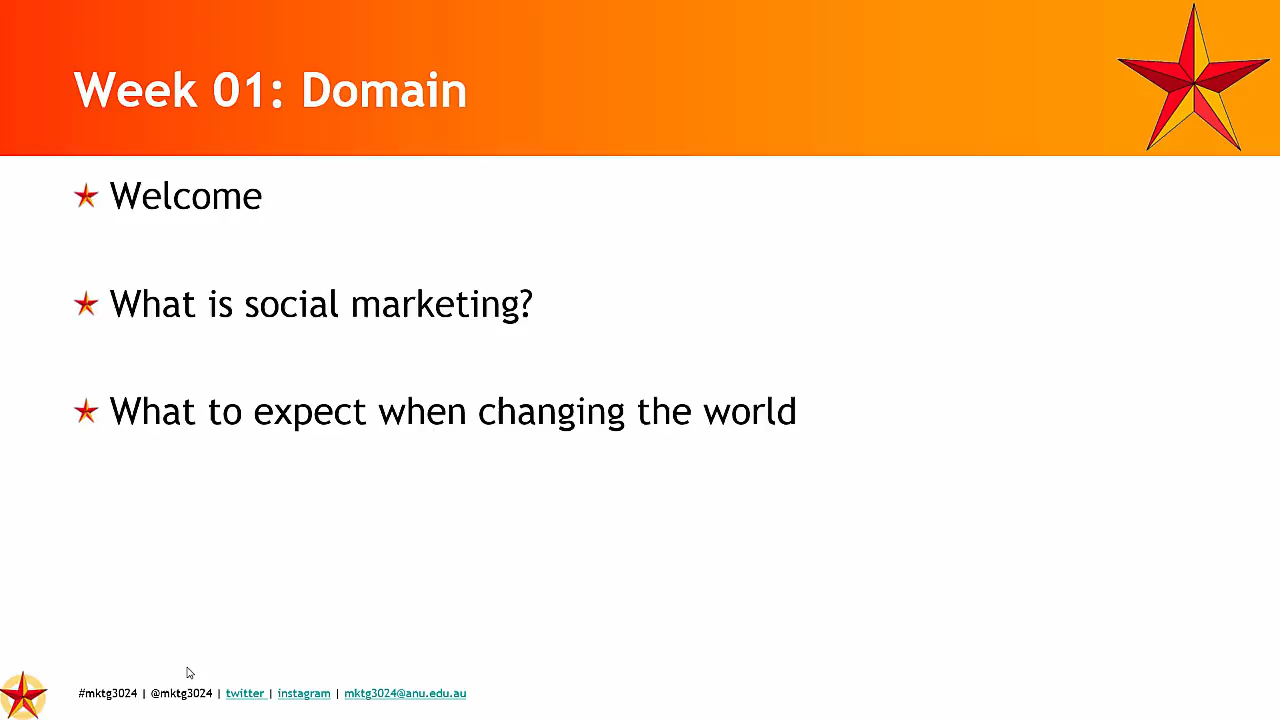 Week 01: Domain
Welcome
What is social marketing?
What to expect when changing the world
#mktg3024 | @mktg3024 | twitter | instagram | mktg3024@anu.edu.au